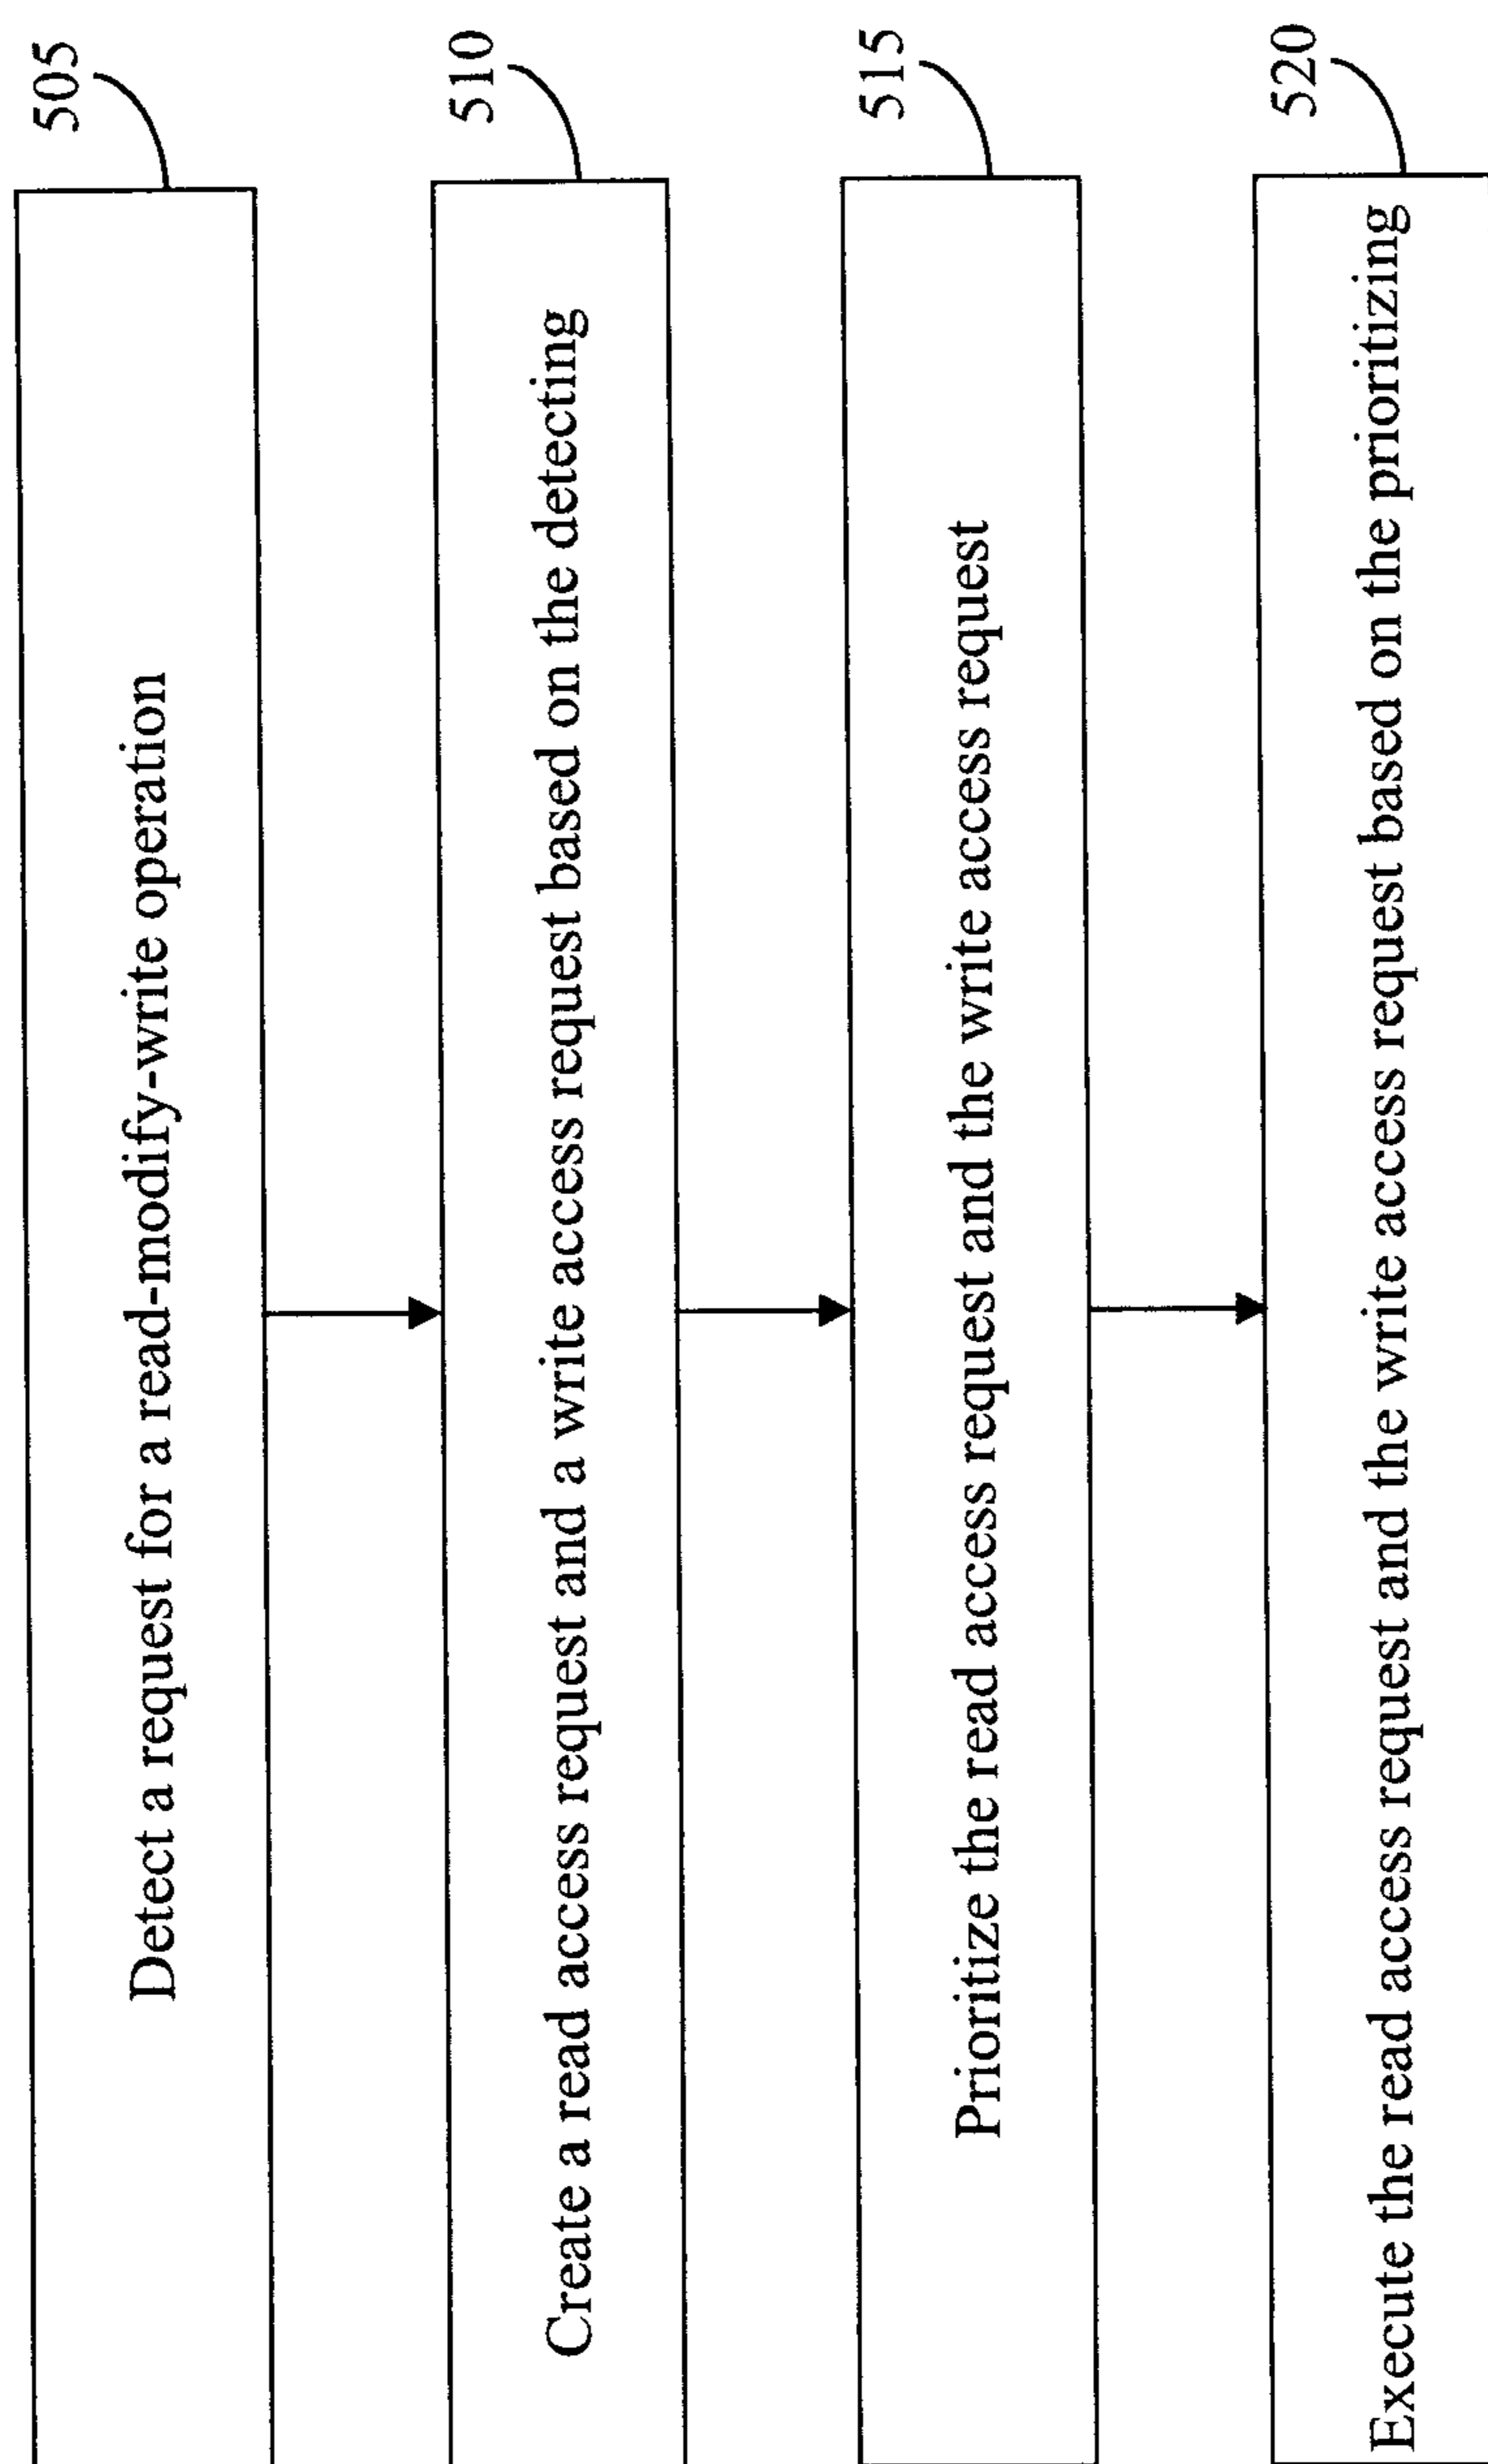 505
Detect a request for a read-modify-write operation
510
Create a read access request and a write access request based on the detecting
515
Prioritize the read access request and the write access request
520
Execute the read access request and the write access request based on the prioritizing